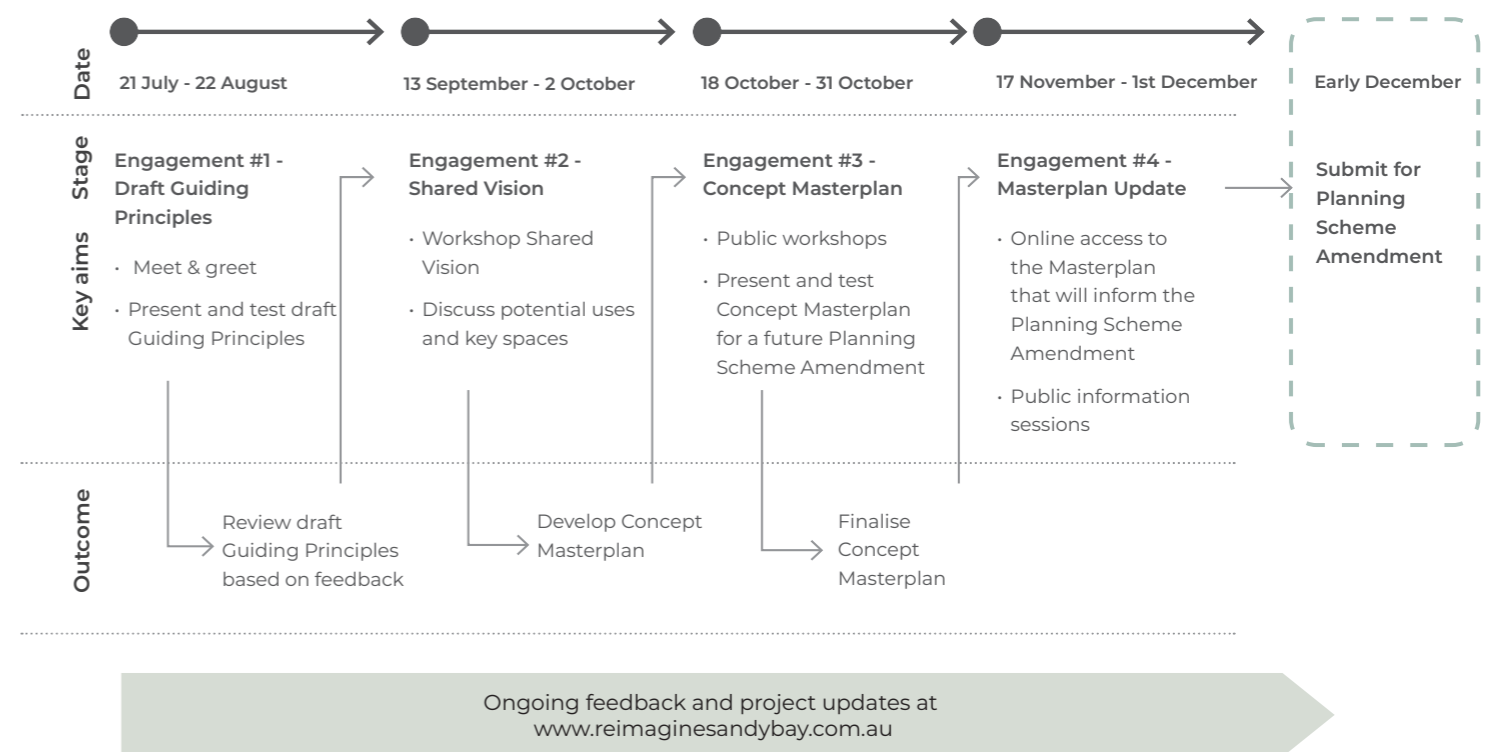 Date
21 July - 22 August
13 September - 2 October
18 October - 31 October
17 November - 1st December
Early December
Stage
Key aims
Engagement #1 -
Draft Guiding
Principles
• Meet & greet
• Present and test draft
Guiding Principles
Engagement #2 -
Shared Vision
• Workshop Shared
Vision
• Discuss potential uses
and key spaces
Engagement #3 -
Concept Masterplan
• Public workshops
• Present and test
Concept Masterplan
for a future Planning
Scheme Amendment
Engagement #4 -
Masterplan Update
• Online access to
the Masterplan
that will inform the
Planning Scheme
Amendment
• Public information
sessions
Submit for
Planning
Scheme
Amendment
Outcome
Review draft
Guiding Principles
based on feedback
Develop Concept
Masterplan
Finalise
Concept
Masterplan
Ongoing feedback and project updates at
www.reimaginesandybay.com.au